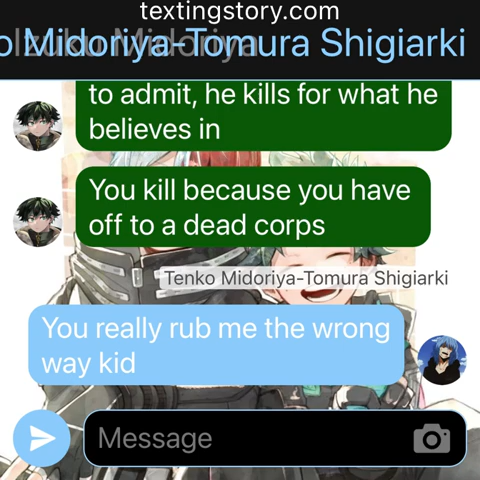 textingstory.com
o Midoriya-Tomura Shigiarki
to admit, he kills for what he
believes in
You kill because you have
off to a dead corps
Tenko Midoriya-Tomura Shigiarki
You really rub me the wrong
way kid
Message